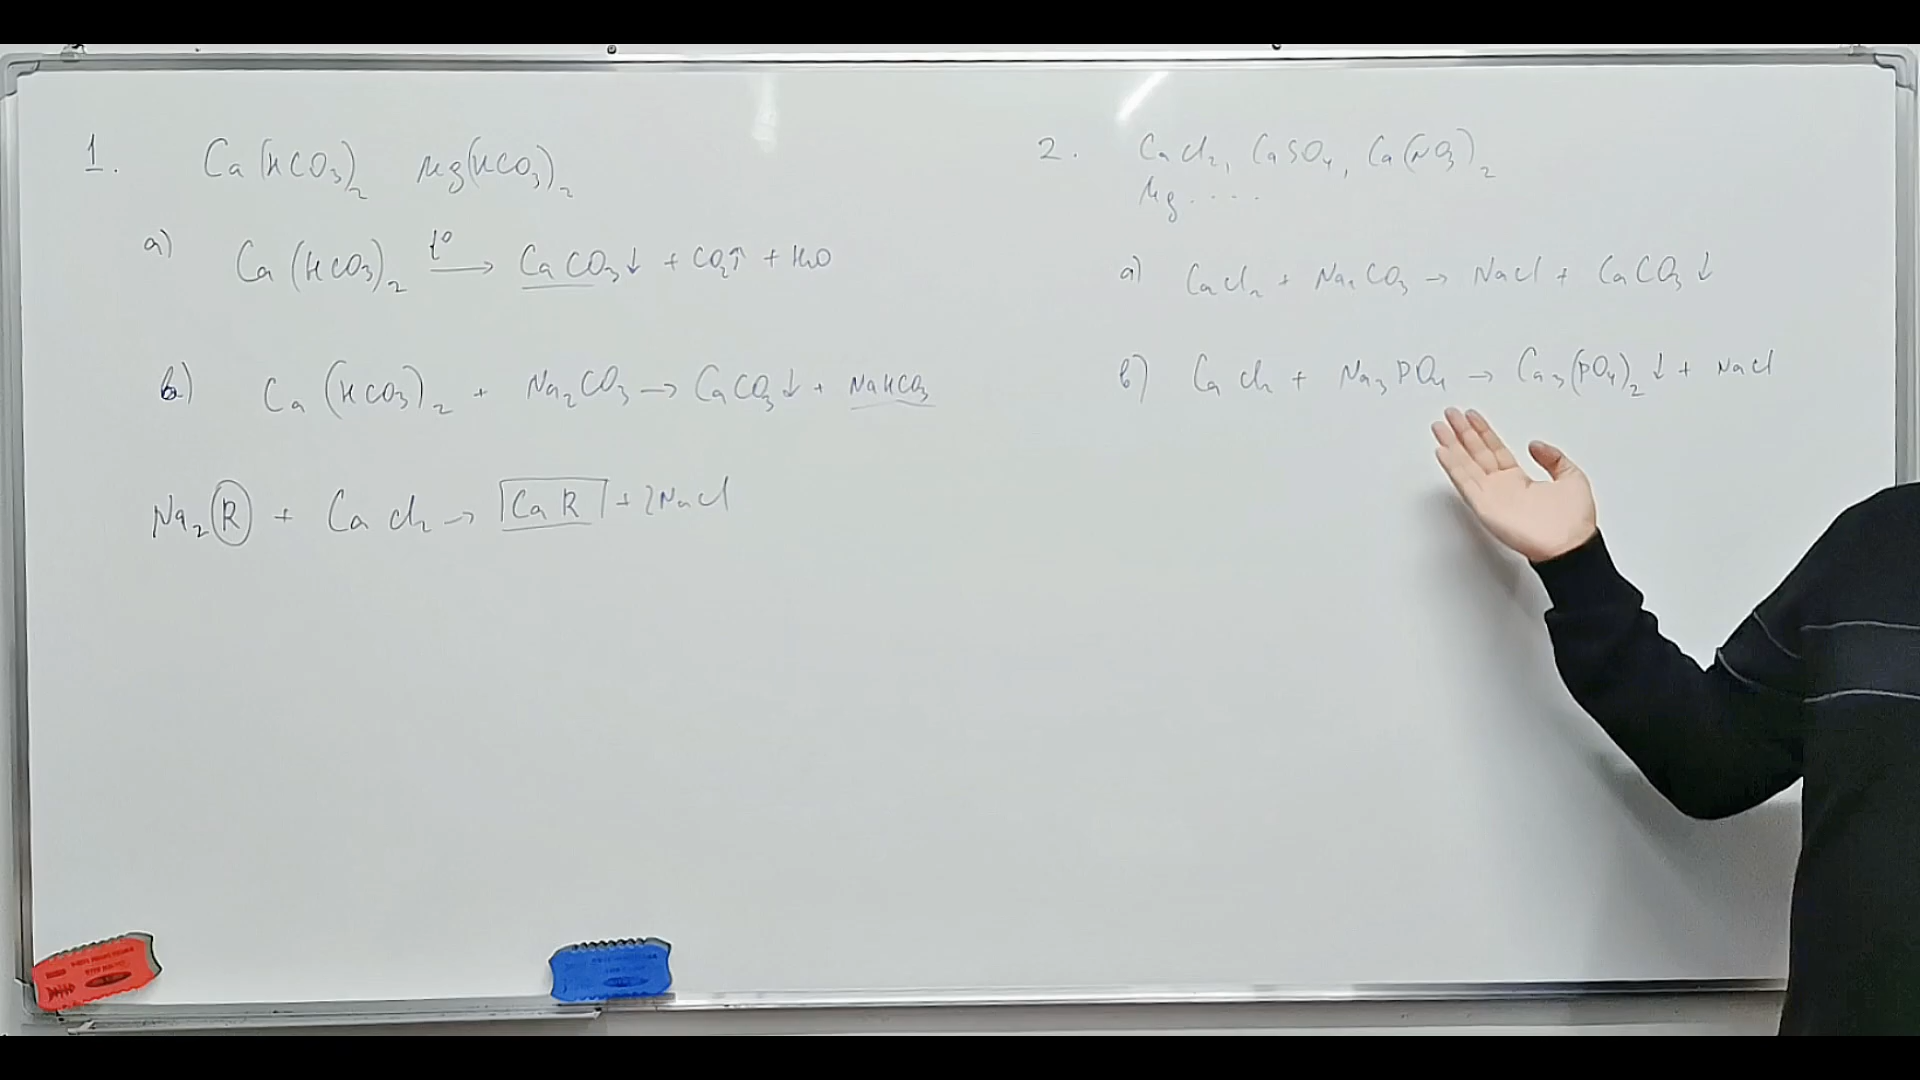 1. Ca(HCO₃)₂ Mg(HCO₃)₂
а) Ca(HCO₃)₂ t° → CaCO₃↓ + CO₂↑ + H₂O
в) Ca(HCO₃)₂ + Na₂CO₃ → CaCO₃↓ + NaHCO₃
Na₂R + CaCl₂ → CaR + 2NaCl
2. CaCl₂, CaSO₄, Ca(NO₃)₂
Mg.....
а) CaCl₂ + Na₂CO₃ → NaCl + CaCO₃↓
в) CaCl₂ + Na₃PO₄ → Ca₃(PO₄)₂↓ + NaCl